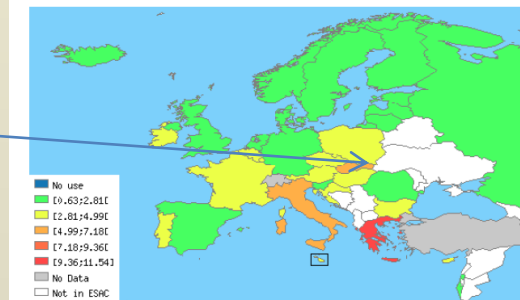 No use
[0.63;2.81[
[2.81;4.99[
[4.99;7.18[
[7.18;9.36[
[9.36;11.54]
No Data
Not in ESAC